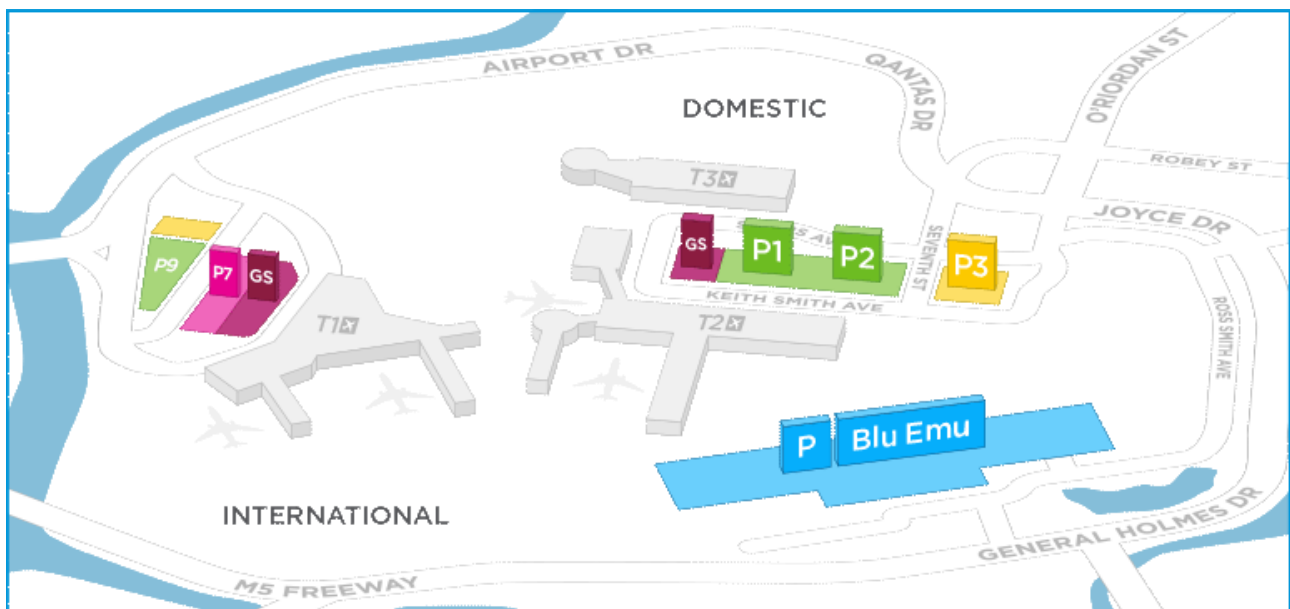 AIRPORT DR
QANTAS DR
O'RIORDAN ST
DOMESTIC
ROBEY ST
T3
JOYCE DR
SEVENTH ST
GS
P1
P2
P3
P9
P7
GS
KEITH SMITH AVE
T1
T2
ROSS SMITH AVE
P
Blu Emu
INTERNATIONAL
GENERAL HOLMES DR
M5 FREEWAY